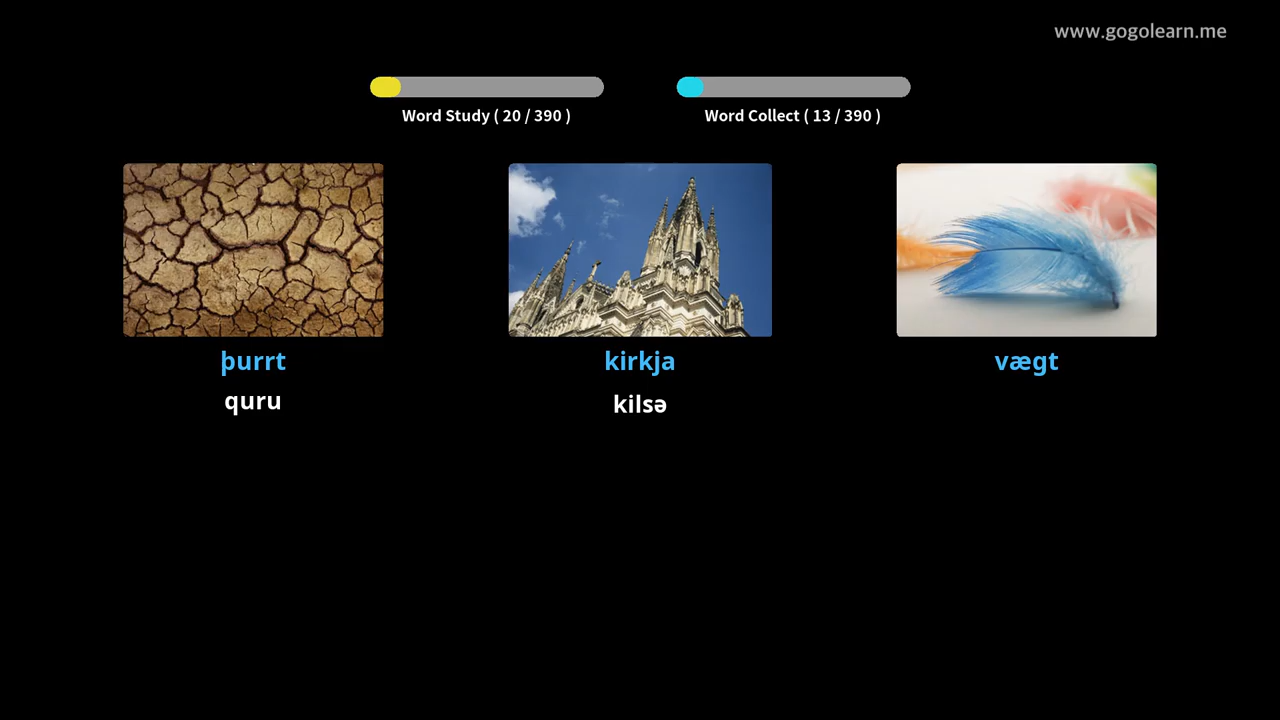 www.gogolearn.me
Word Study ( 20 / 390 )
Word Collect ( 13 / 390 )
þurrt
kirkja
vægt
quru
kilsə